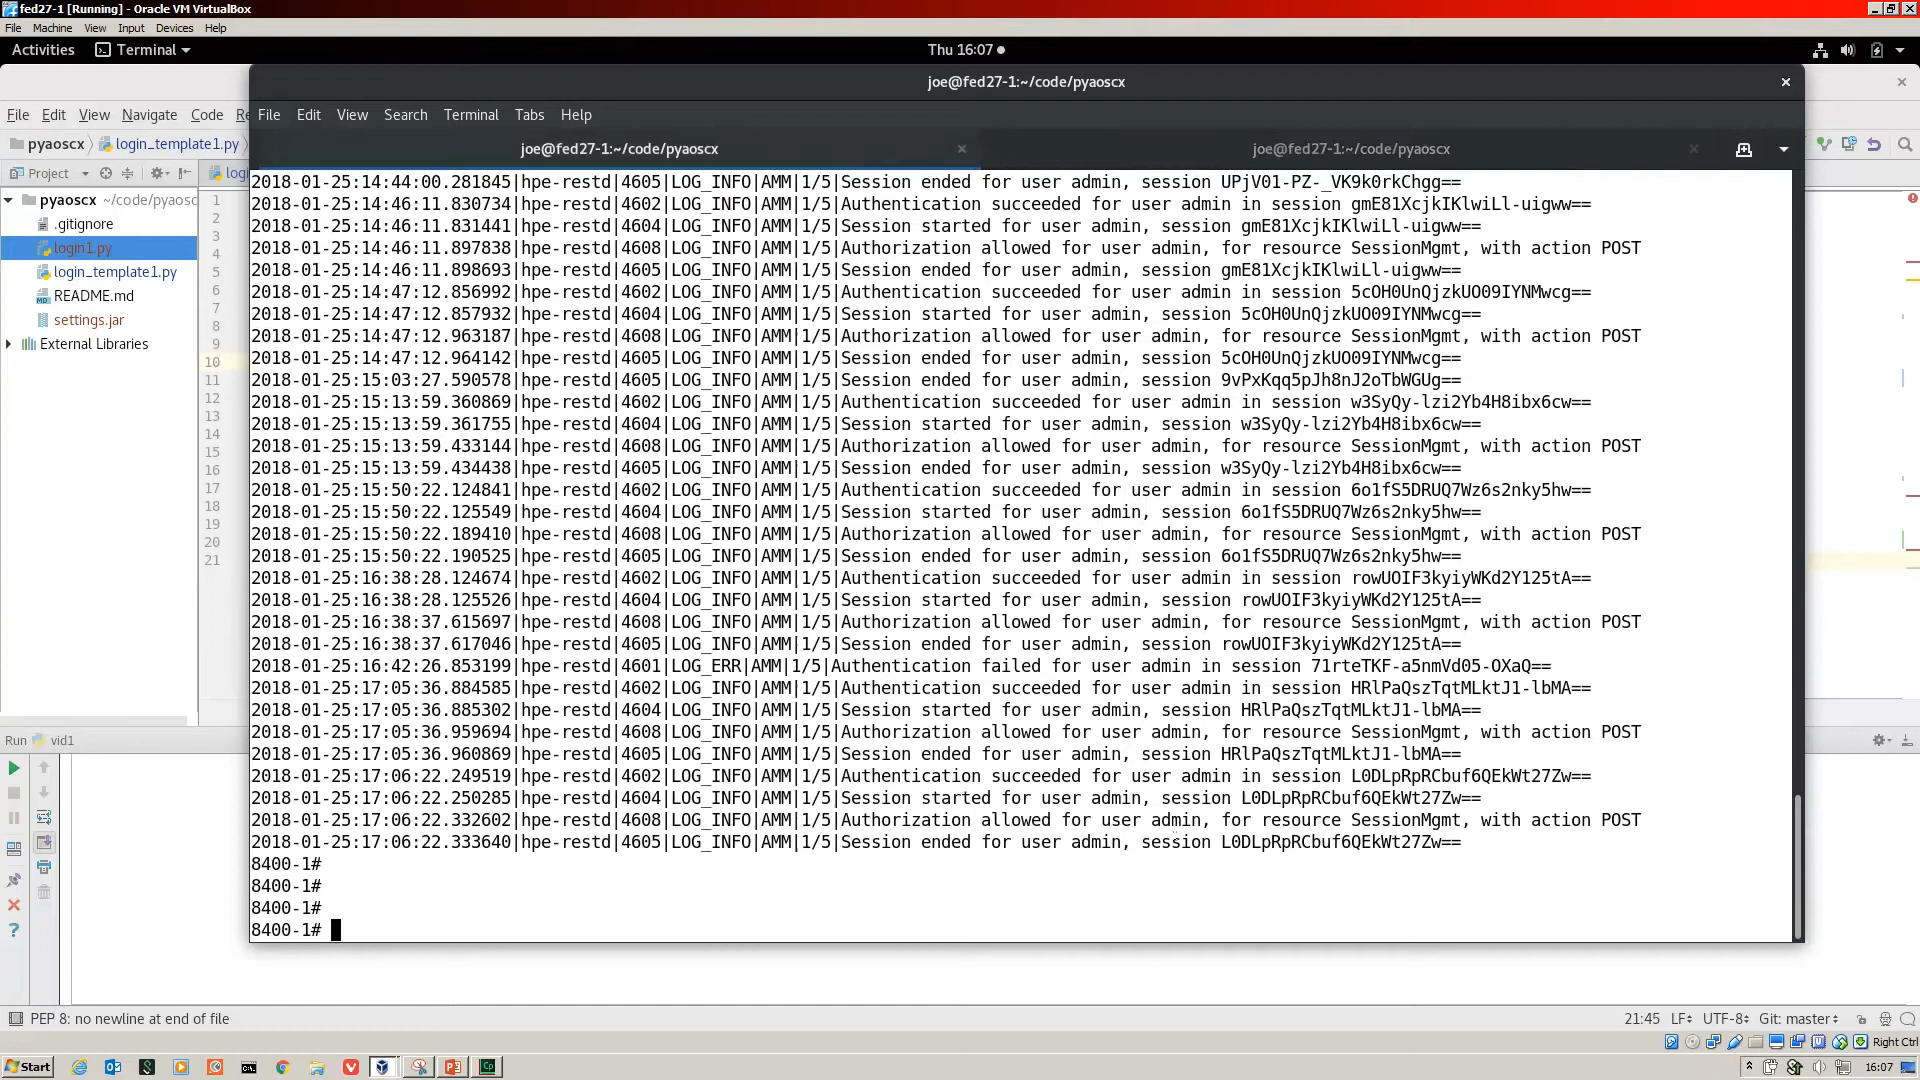 fed27-1 [Running] - Oracle VM VirtualBox
File Machine View Input Devices Help
Activities Terminal Thu 16:07
joe@fed27-1:~/code/pyaoscx
File Edit View Navigate Code Re
File Edit View Search Terminal Tabs Help
pyaoscx login_template1.py
joe@fed27-1:~/code/pyaoscx joe@fed27-1:~/code/pyaoscx
Project
pyaoscx ~/code/pyaosc
.gitignore
login1.py
login_template1.py
README.md
settings.jar
External Libraries
1
2
3
4
5
6
7
8
9
10
11
12
13
14
15
16
17
18
19
20
21
2018-01-25:14:44:00.281845|hpe-restd|4605|LOG_INFO|AMM|1/5|Session ended for user admin, session UPjV01-PZ-_VK9k0rkChgg==
2018-01-25:14:46:11.830734|hpe-restd|4602|LOG_INFO|AMM|1/5|Authentication succeeded for user admin in session gmE81XcjkIKlwiLl-uigww==
2018-01-25:14:46:11.831441|hpe-restd|4604|LOG_INFO|AMM|1/5|Session started for user admin, session gmE81XcjkIKlwiLl-uigww==
2018-01-25:14:46:11.897838|hpe-restd|4608|LOG_INFO|AMM|1/5|Authorization allowed for user admin, for resource SessionMgmt, with action POST
2018-01-25:14:46:11.898693|hpe-restd|4605|LOG_INFO|AMM|1/5|Session ended for user admin, session gmE81XcjkIKlwiLl-uigww==
2018-01-25:14:47:12.856992|hpe-restd|4602|LOG_INFO|AMM|1/5|Authentication succeeded for user admin in session 5cOH0UnQjzkUO09IYNMwcg==
2018-01-25:14:47:12.857932|hpe-restd|4604|LOG_INFO|AMM|1/5|Session started for user admin, session 5cOH0UnQjzkUO09IYNMwcg==
2018-01-25:14:47:12.963187|hpe-restd|4608|LOG_INFO|AMM|1/5|Authorization allowed for user admin, for resource SessionMgmt, with action POST
2018-01-25:14:47:12.964142|hpe-restd|4605|LOG_INFO|AMM|1/5|Session ended for user admin, session 5cOH0UnQjzkUO09IYNMwcg==
2018-01-25:15:03:27.590578|hpe-restd|4605|LOG_INFO|AMM|1/5|Session ended for user admin, session 9vPxKqq5pJh8nJ2oTbWGUg==
2018-01-25:15:13:59.360869|hpe-restd|4602|LOG_INFO|AMM|1/5|Authentication succeeded for user admin in session w3SyQy-lzi2Yb4H8ibx6cw==
2018-01-25:15:13:59.361755|hpe-restd|4604|LOG_INFO|AMM|1/5|Session started for user admin, session w3SyQy-lzi2Yb4H8ibx6cw==
2018-01-25:15:13:59.433144|hpe-restd|4608|LOG_INFO|AMM|1/5|Authorization allowed for user admin, for resource SessionMgmt, with action POST
2018-01-25:15:13:59.434438|hpe-restd|4605|LOG_INFO|AMM|1/5|Session ended for user admin, session w3SyQy-lzi2Yb4H8ibx6cw==
2018-01-25:15:50:22.124841|hpe-restd|4602|LOG_INFO|AMM|1/5|Authentication succeeded for user admin in session 6o1fS5DRUQ7Wz6s2nky5hw==
2018-01-25:15:50:22.125549|hpe-restd|4604|LOG_INFO|AMM|1/5|Session started for user admin, session 6o1fS5DRUQ7Wz6s2nky5hw==
2018-01-25:15:50:22.189410|hpe-restd|4608|LOG_INFO|AMM|1/5|Authorization allowed for user admin, for resource SessionMgmt, with action POST
2018-01-25:15:50:22.190525|hpe-restd|4605|LOG_INFO|AMM|1/5|Session ended for user admin, session 6o1fS5DRUQ7Wz6s2nky5hw==
2018-01-25:16:38:28.124674|hpe-restd|4602|LOG_INFO|AMM|1/5|Authentication succeeded for user admin in session rowUOIF3kyiyWKd2Y125tA==
2018-01-25:16:38:28.125526|hpe-restd|4604|LOG_INFO|AMM|1/5|Session started for user admin, session rowUOIF3kyiyWKd2Y125tA==
2018-01-25:16:38:37.615697|hpe-restd|4608|LOG_INFO|AMM|1/5|Authorization allowed for user admin, for resource SessionMgmt, with action POST
2018-01-25:16:38:37.617046|hpe-restd|4605|LOG_INFO|AMM|1/5|Session ended for user admin, session rowUOIF3kyiyWKd2Y125tA==
2018-01-25:16:42:26.853199|hpe-restd|4601|LOG_ERR|AMM|1/5|Authentication failed for user admin in session 71rteTKF-a5nmVd05-OXaQ==
2018-01-25:17:05:36.884585|hpe-restd|4602|LOG_INFO|AMM|1/5|Authentication succeeded for user admin in session HRlPaQszTqtMLktJ1-lbMA==
2018-01-25:17:05:36.885302|hpe-restd|4604|LOG_INFO|AMM|1/5|Session started for user admin, session HRlPaQszTqtMLktJ1-lbMA==
2018-01-25:17:05:36.959694|hpe-restd|4608|LOG_INFO|AMM|1/5|Authorization allowed for user admin, for resource SessionMgmt, with action POST
2018-01-25:17:05:36.960869|hpe-restd|4605|LOG_INFO|AMM|1/5|Session ended for user admin, session HRlPaQszTqtMLktJ1-lbMA==
2018-01-25:17:06:22.249519|hpe-restd|4602|LOG_INFO|AMM|1/5|Authentication succeeded for user admin in session L0DLpRpRCbuf6QEkWt27Zw==
2018-01-25:17:06:22.250285|hpe-restd|4604|LOG_INFO|AMM|1/5|Session started for user admin, session L0DLpRpRCbuf6QEkWt27Zw==
2018-01-25:17:06:22.332602|hpe-restd|4608|LOG_INFO|AMM|1/5|Authorization allowed for user admin, for resource SessionMgmt, with action POST
2018-01-25:17:06:22.333640|hpe-restd|4605|LOG_INFO|AMM|1/5|Session ended for user admin, session L0DLpRpRCbuf6QEkWt27Zw==
8400-1#
8400-1#
8400-1#
8400-1#
Run vid1
PEP 8: no newline at end of file 21:45 LF UTF-8 Git: master
Right Ctrl
Start 16:07